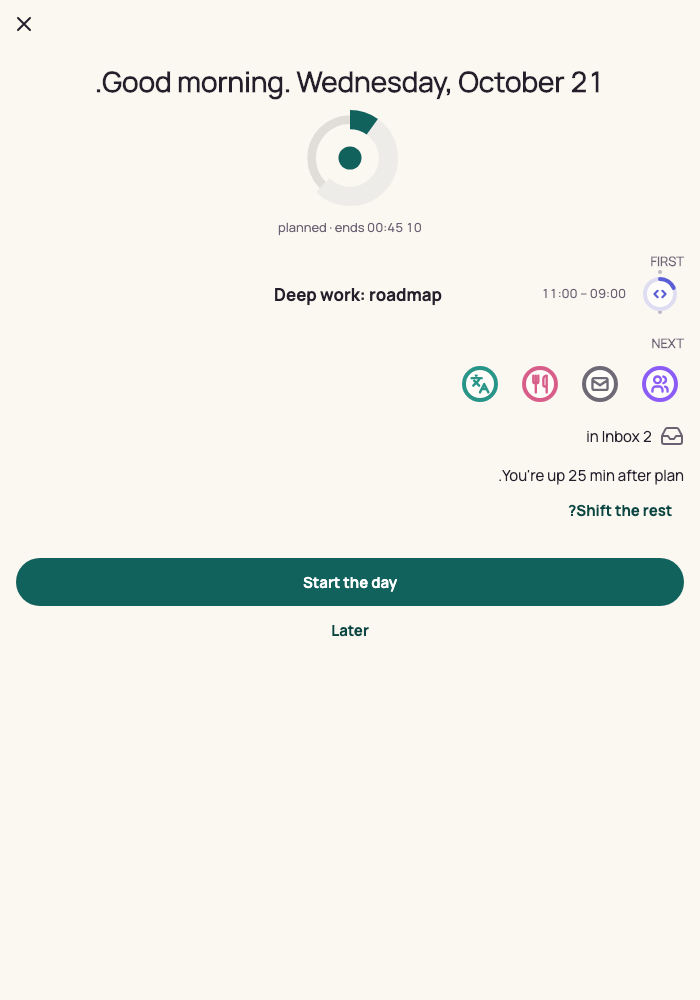 .Good morning. Wednesday, October 21
planned · ends 00:45 10
FIRST
Deep work: roadmap 11:00 – 09:00
NEXT
in Inbox 2
.You're up 25 min after plan
?Shift the rest
Start the day
Later